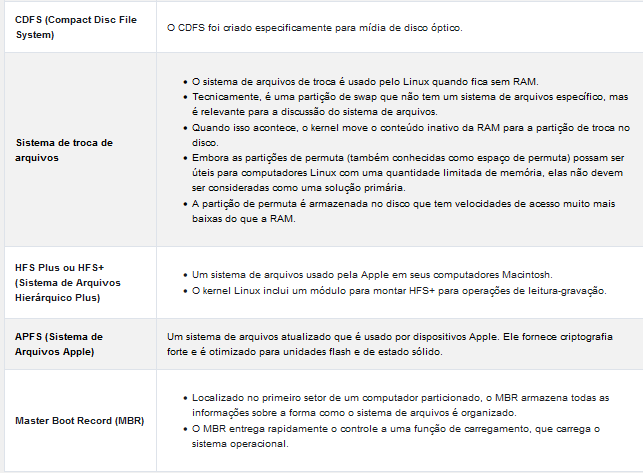 CDFS (Compact Disc File
System)
O CDFS foi criado especificamente para mídia de disco óptico.
Sistema de troca de
arquivos
• O sistema de arquivos de troca é usado pelo Linux quando fica sem RAM.
• Tecnicamente, é uma partição de swap que não tem um sistema de arquivos específico, mas
é relevante para a discussão do sistema de arquivos.
• Quando isso acontece, o kernel move o conteúdo inativo da RAM para a partição de troca no
disco.
• Embora as partições de permuta (também conhecidas como espaço de permuta) possam ser
úteis para computadores Linux com uma quantidade limitada de memória, elas não devem
ser consideradas como uma solução primária.
• A partição de permuta é armazenada no disco que tem velocidades de acesso muito mais
baixas do que a RAM.
HFS Plus ou HFS+
(Sistema de Arquivos
Hierárquico Plus)
• Um sistema de arquivos usado pela Apple em seus computadores Macintosh.
• O kernel Linux inclui um módulo para montar HFS+ para operações de leitura-gravação.
APFS (Sistema de
Arquivos Apple)
Um sistema de arquivos atualizado que é usado por dispositivos Apple. Ele fornece criptografia
forte e é otimizado para unidades flash e de estado sólido.
Master Boot Record (MBR)
• Localizado no primeiro setor de um computador particionado, o MBR armazena todas as
informações sobre a forma como o sistema de arquivos é organizado.
• O MBR entrega rapidamente o controle a uma função de carregamento, que carrega o
sistema operacional.